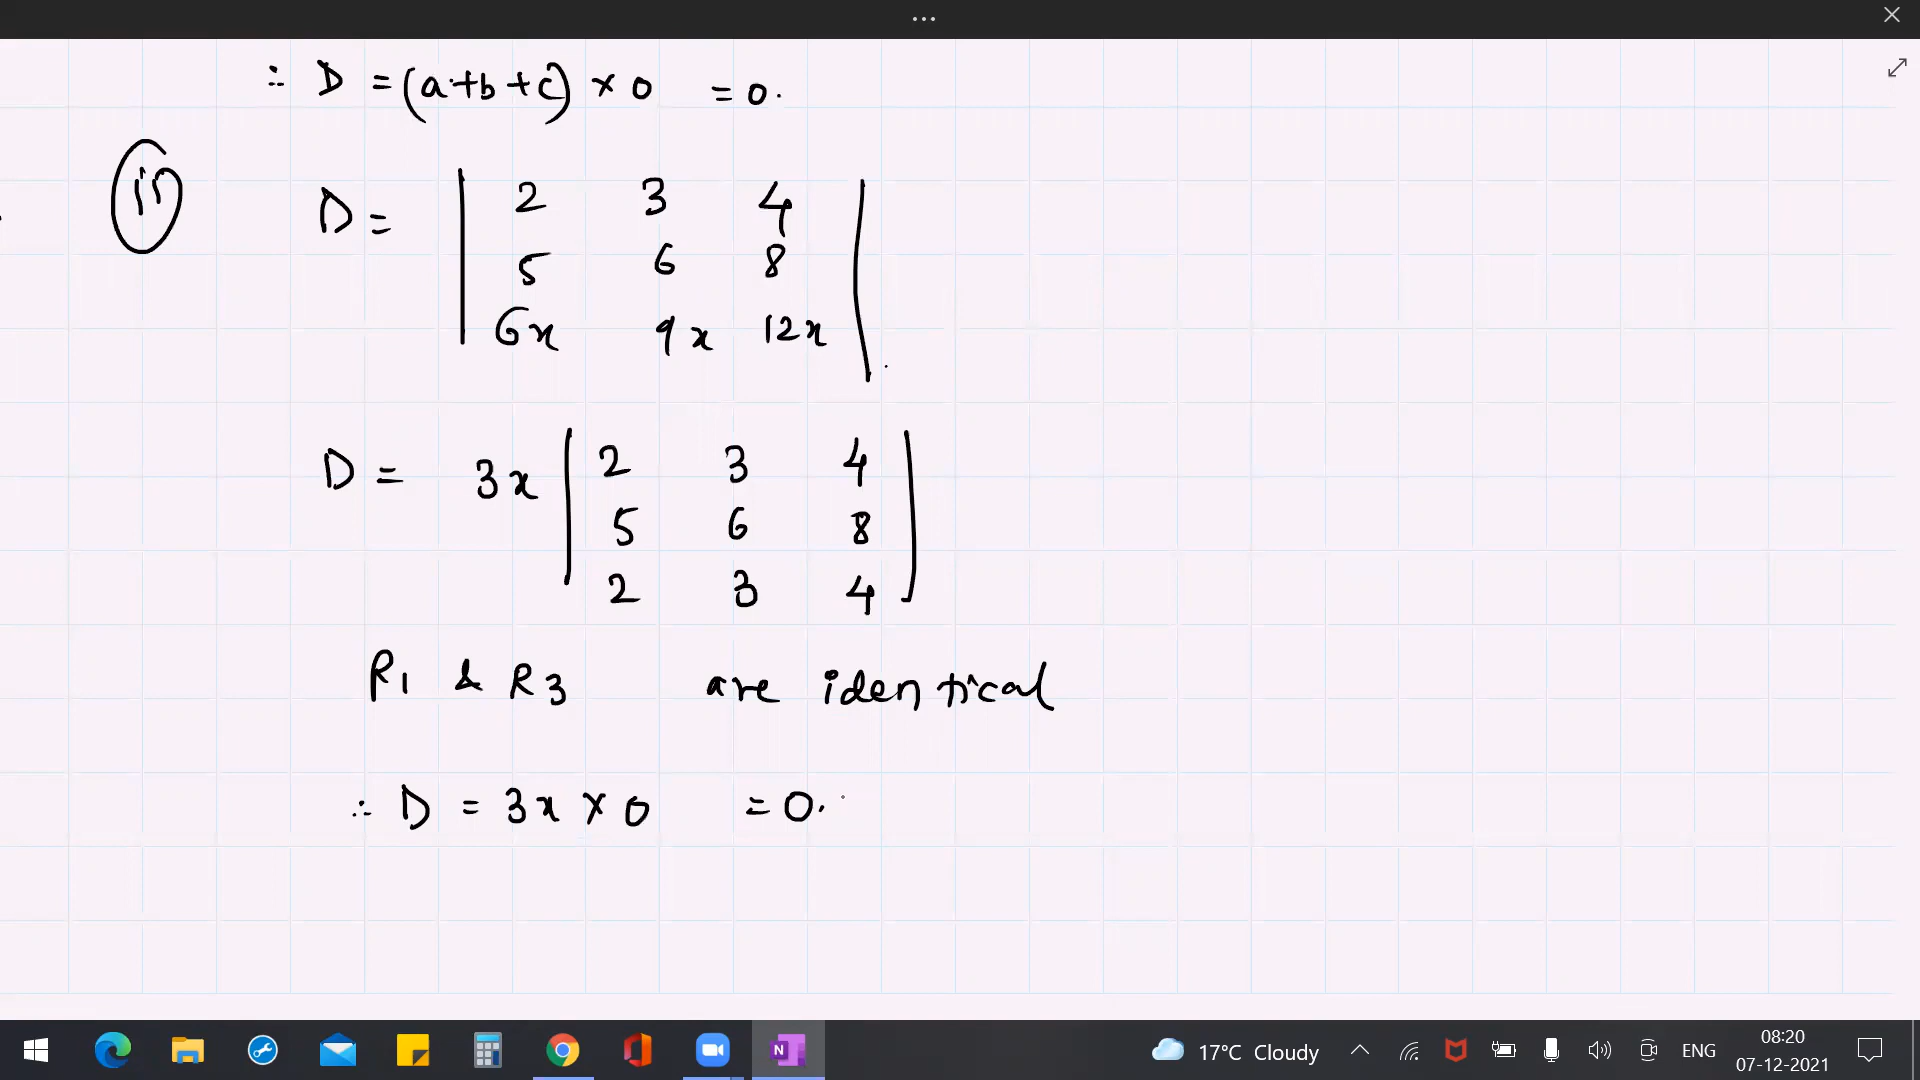 ...
∴ D = (a+b+c) × 0 = 0.
D = | 2 3 4 |
5 6 8
6x 9x 12x
D = 3x | 2 3 4 |
5 6 8
2 3 4
R1 & R3 are identical
∴ D = 3x × 0 = 0.
17°C Cloudy
ENG
08:20
07-12-2021